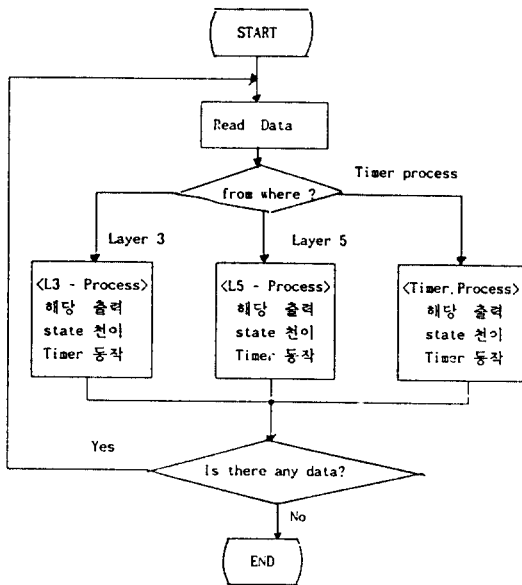 START
Read Data
Timer process
from where ?
Layer 3
Layer 5
<L3 - Process>
해당 출력
state 천이
Timer 동작
<L5 - Process>
해당 출력
state 천이
Timer 동작
<Timer.Process>
해당 출력
state 천이
Timer 동작
Yes
Is there any data?
No
END